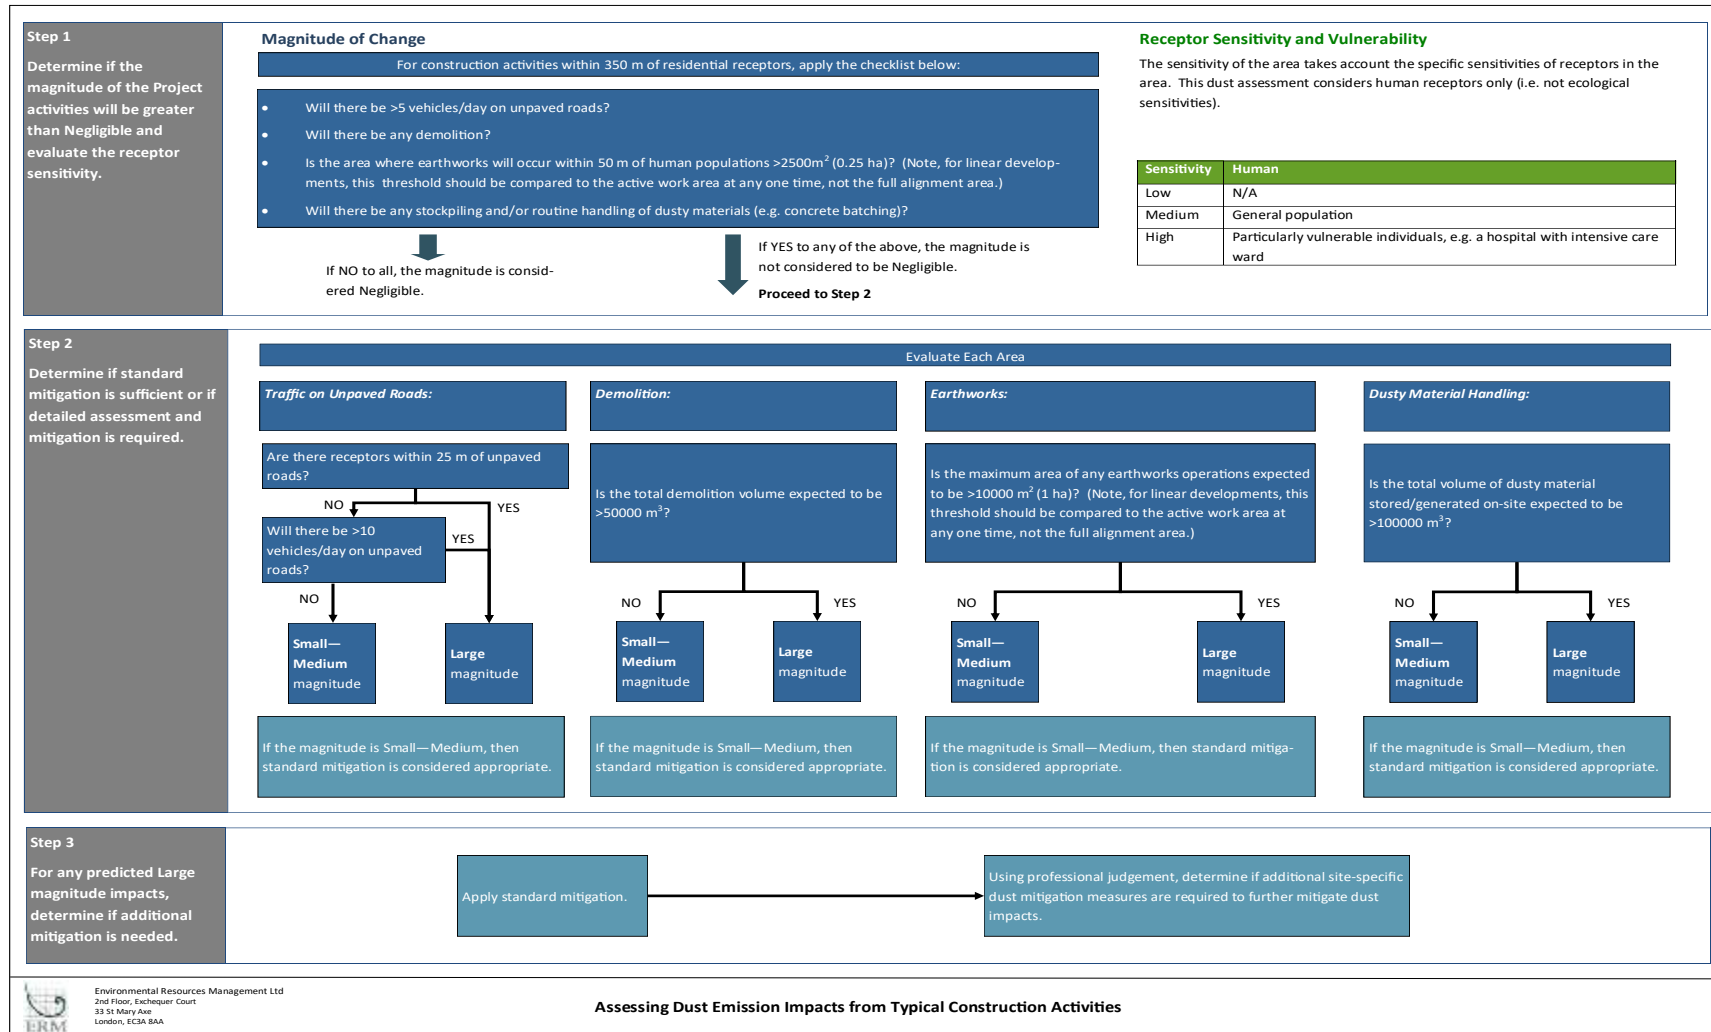 Step 1
Determine if the
magnitude of the Project
activities will be greater
than Negligible and
evaluate the receptor
sensitivity.
Magnitude of Change
For construction activities within 350 m of residential receptors, apply the checklist below:
• Will there be >5 vehicles/day on unpaved roads?
• Will there be any demolition?
• Is the area where earthworks will occur within 50 m of human populations >2500m² (0.25 ha)? (Note, for linear develop-
ments, this threshold should be compared to the active work area at any one time, not the full alignment area.)
• Will there be any stockpiling and/or routine handling of dusty materials (e.g. concrete batching)?
If NO to all, the magnitude is consid-
ered Negligible.
If YES to any of the above, the magnitude is
not considered to be Negligible.
Proceed to Step 2
Receptor Sensitivity and Vulnerability
The sensitivity of the area takes account the specific sensitivities of receptors in the
area. This dust assessment considers human receptors only (i.e. not ecological
sensitivities).
Sensitivity Human
Low N/A
Medium General population
High Particularly vulnerable individuals, e.g. a hospital with intensive care
ward
Step 2
Determine if standard
mitigation is sufficient or if
detailed assessment and
mitigation is required.
Evaluate Each Area
Traffic on Unpaved Roads:
Are there receptors within 25 m of unpaved
roads?
NO
YES
Will there be >10
vehicles/day on unpaved
roads?
YES
NO
Small—
Medium
magnitude
Large
magnitude
If the magnitude is Small—Medium, then
standard mitigation is considered appropriate.
Demolition:
Is the total demolition volume expected to be
>50000 m³?
NO
YES
Small—
Medium
magnitude
Large
magnitude
If the magnitude is Small—Medium, then
standard mitigation is considered appropriate.
Earthworks:
Is the maximum area of any earthworks operations expected
to be >10000 m² (1 ha)? (Note, for linear developments, this
threshold should be compared to the active work area at
any one time, not the full alignment area.)
NO
YES
Small—
Medium
magnitude
Large
magnitude
If the magnitude is Small—Medium, then standard mitiga-
tion is considered appropriate.
Dusty Material Handling:
Is the total volume of dusty material
stored/generated on-site expected to be
>100000 m³?
NO
YES
Small—
Medium
magnitude
Large
magnitude
If the magnitude is Small—Medium, then
standard mitigation is considered appropriate.
Step 3
For any predicted Large
magnitude impacts,
determine if additional
mitigation is needed.
Apply standard mitigation.
Using professional judgement, determine if additional site-specific
dust mitigation measures are required to further mitigate dust
impacts.
ERM
Environmental Resources Management Ltd
2nd Floor, Exchequer Court
33 St Mary Axe
London, EC3A 8AA
Assessing Dust Emission Impacts from Typical Construction Activities